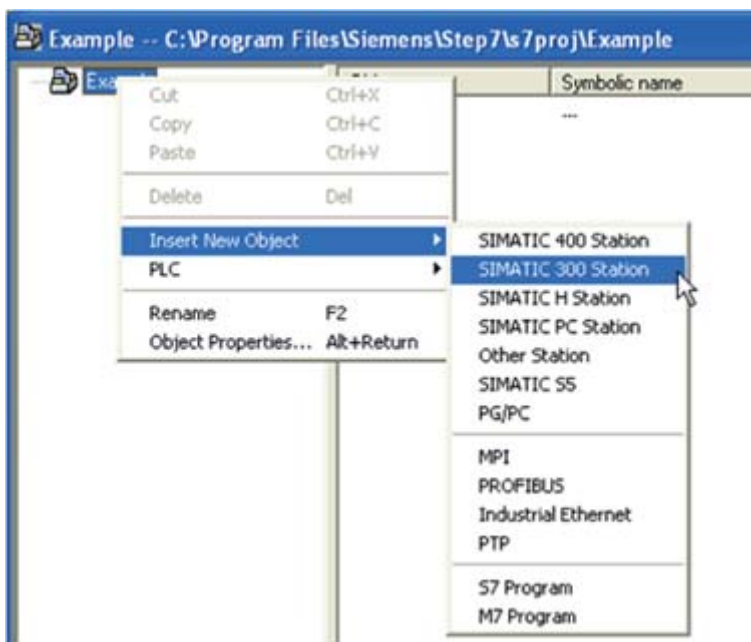 Example -- C:\Program Files\Siemens\Step7\s7proj\Example
Symbolic name
---
Cut Ctrl+X
Copy Ctrl+C
Paste Ctrl+V
Delete Del
Insert New Object
PLC
Rename F2
Object Properties... Alt+Return
SIMATIC 400 Station
SIMATIC 300 Station
SIMATIC H Station
SIMATIC PC Station
Other Station
SIMATIC S5
PG/PC
MPI
PROFIBUS
Industrial Ethernet
PTP
S7 Program
M7 Program